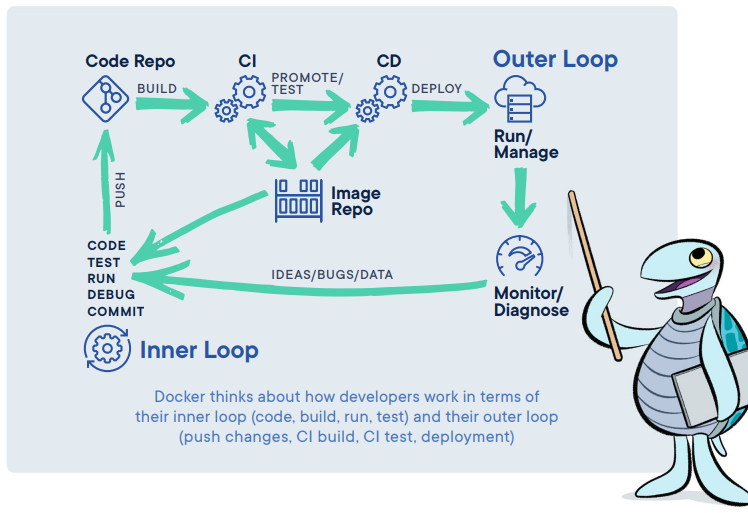 Code Repo
CI
CD
Outer Loop
BUILD
PROMOTE/
TEST
DEPLOY
Run/
Manage
PUSH
Image
Repo
CODE
TEST
RUN
DEBUG
COMMIT
IDEAS/BUGS/DATA
Monitor/
Diagnose
Inner Loop
Docker thinks about how developers work in terms of
their inner loop (code, build, run, test) and their outer loop
(push changes, CI build, CI test, deployment)